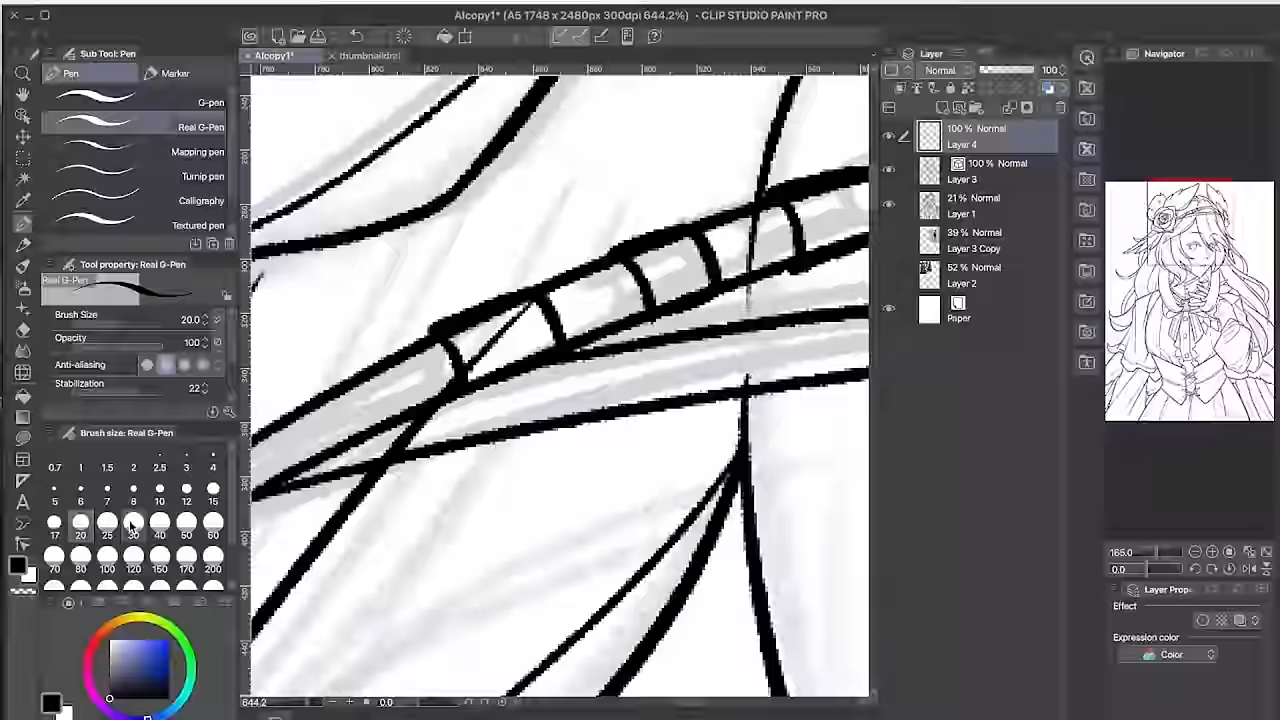 Alcopy1* (A5 1748 x 2480px 300dpi 644.2%) - CLIP STUDIO PAINT PRO
Sub Tool: Pen
Pen
Marker
G-pen
Real G-Pen
Mapping pen
Turnip pen
Calligraphy
Textured pen
Tool property: Real G-Pen
Real G-Pen
Brush Size 20.0
Opacity 100
Anti-aliasing
Stabilization 22
Brush size: Real G-Pen
0.7 1 1.5 2 2.5 3 4
5 6 7 8 10 12 15
17 20 25 30 40 50 60
70 80 100 120 150 170 200
Alcopy1*
644.2 0.0
Layer
Normal 100
100 % Normal
Layer 4
100 % Normal
Layer 3
21 % Normal
Layer 1
39 % Normal
Layer 3 Copy
52 % Normal
Layer 2
Paper
Navigator
165.0
0.0
Effect
Expression color
Color